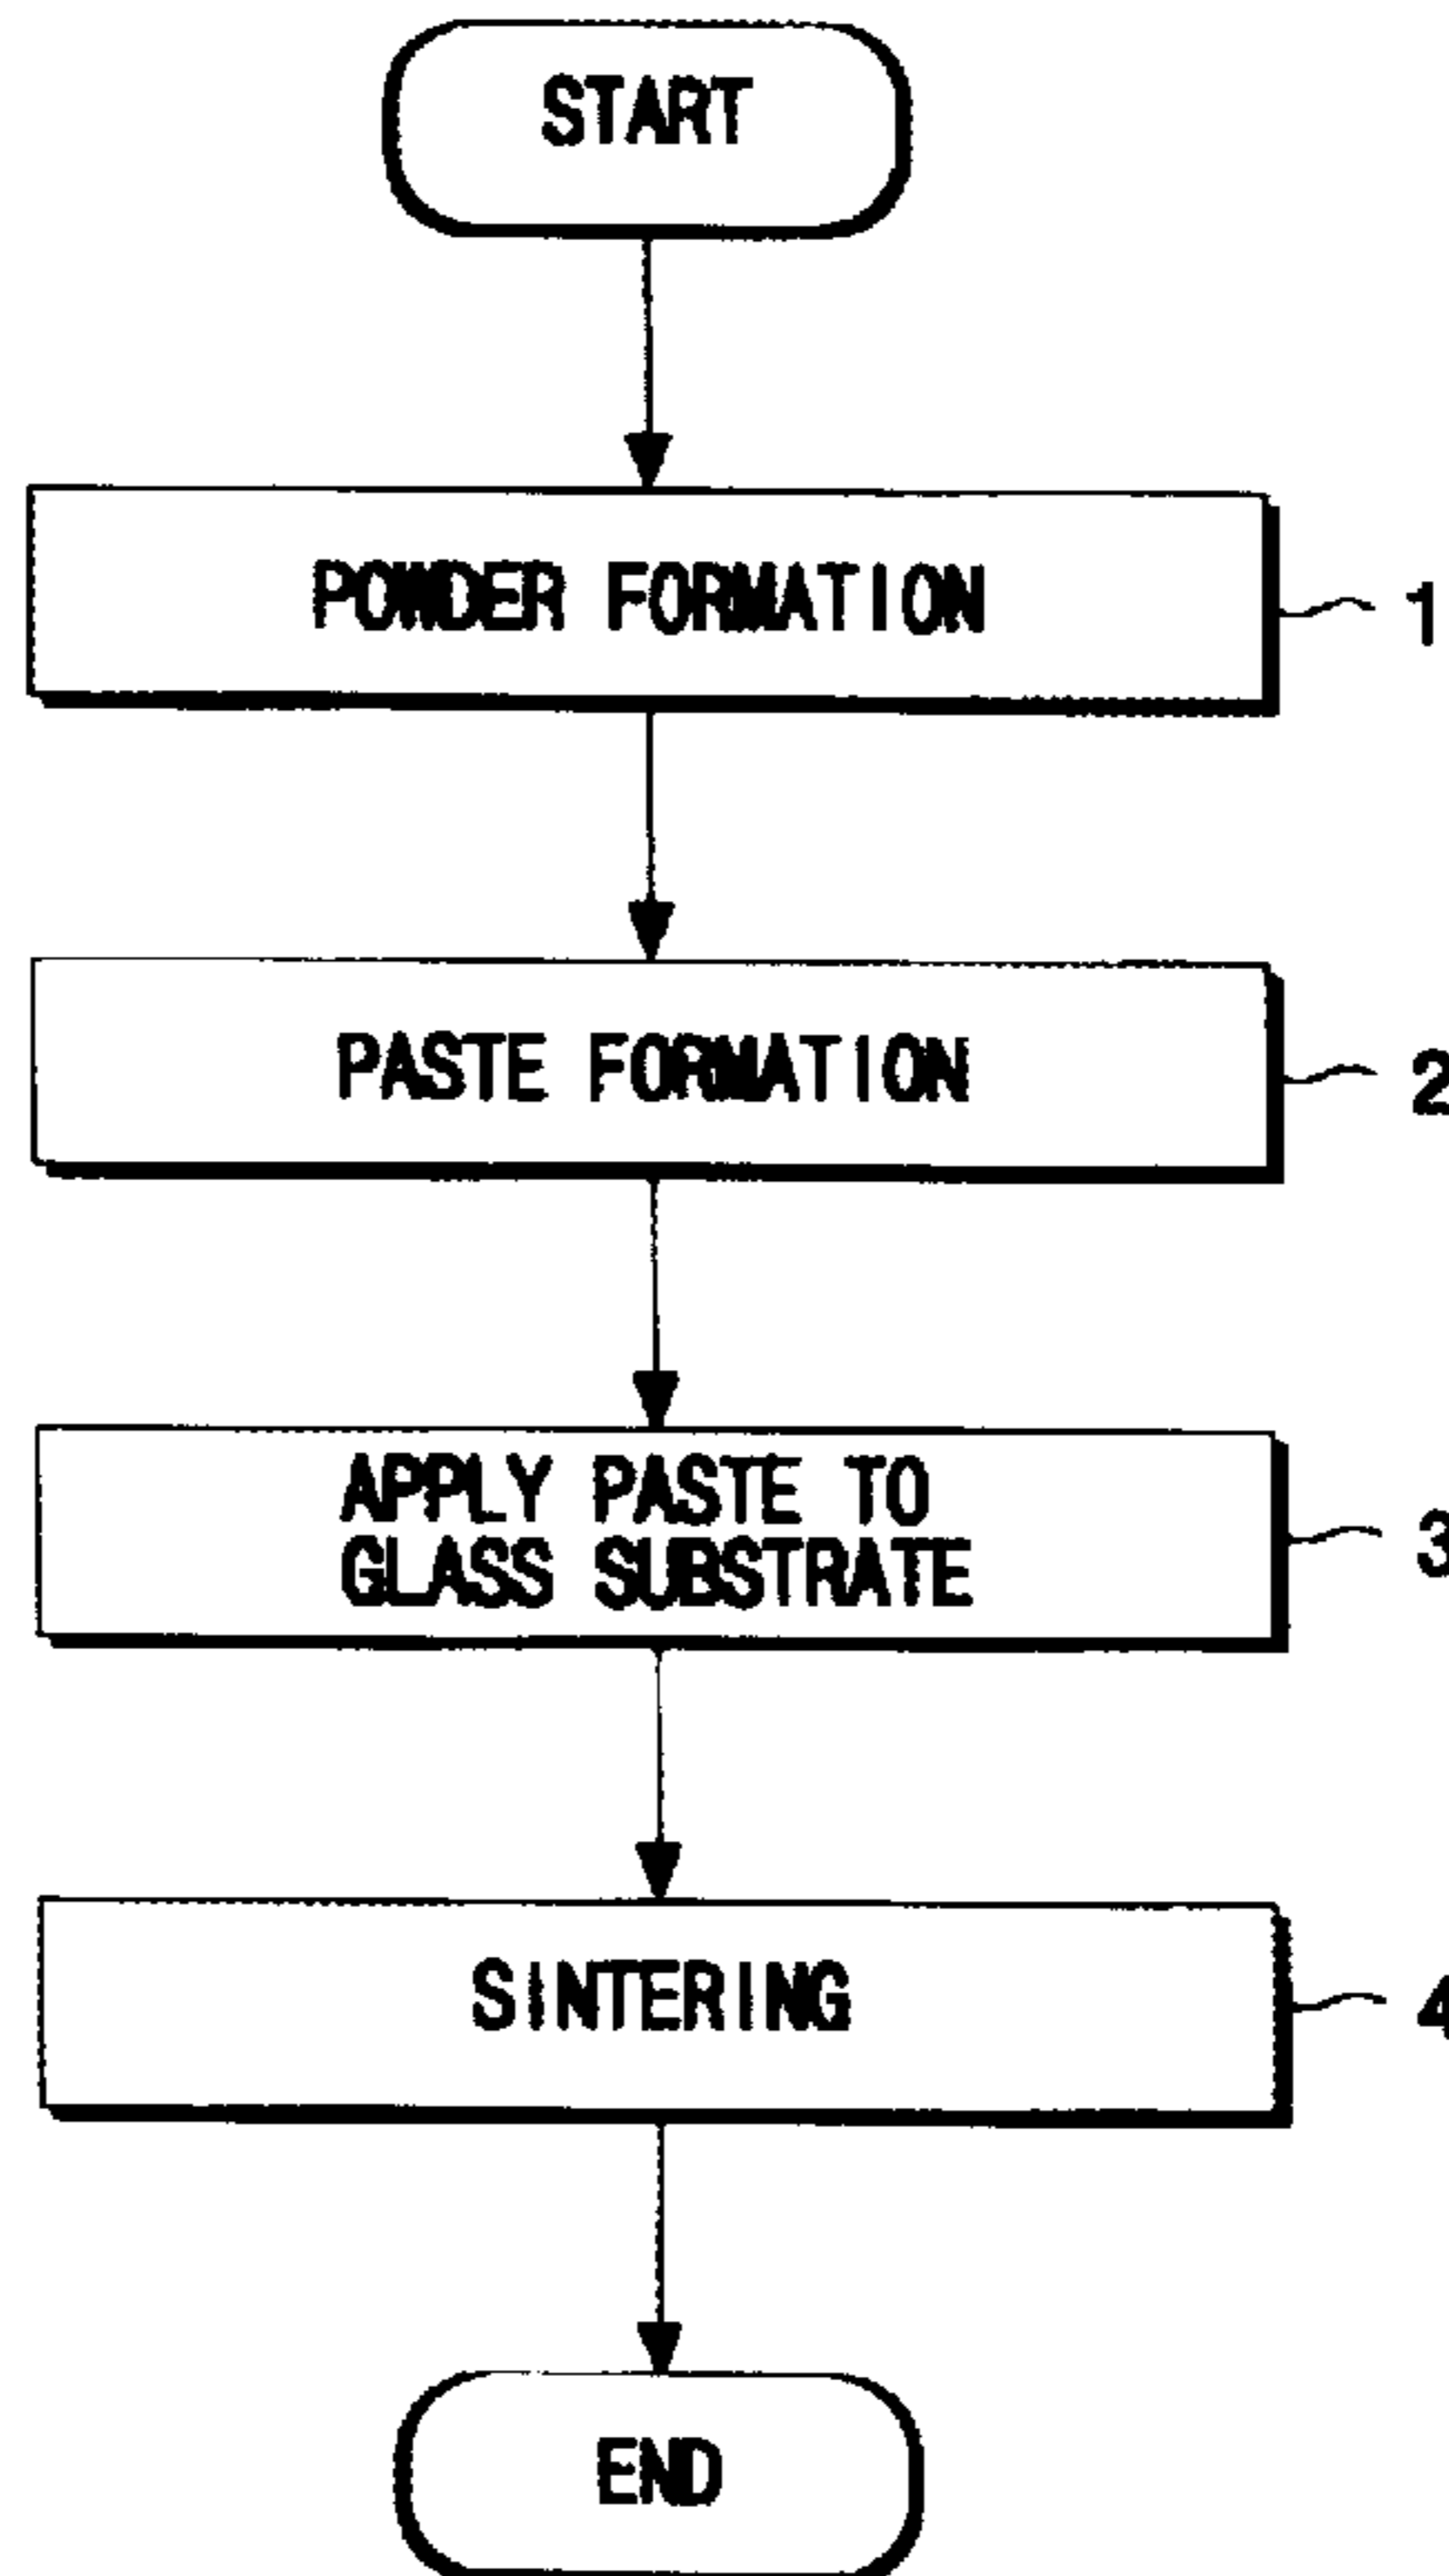 START
POWDER FORMATION
1
PASTE FORMATION
2
APPLY PASTE TO
GLASS SUBSTRATE
3
SINTERING
4
END